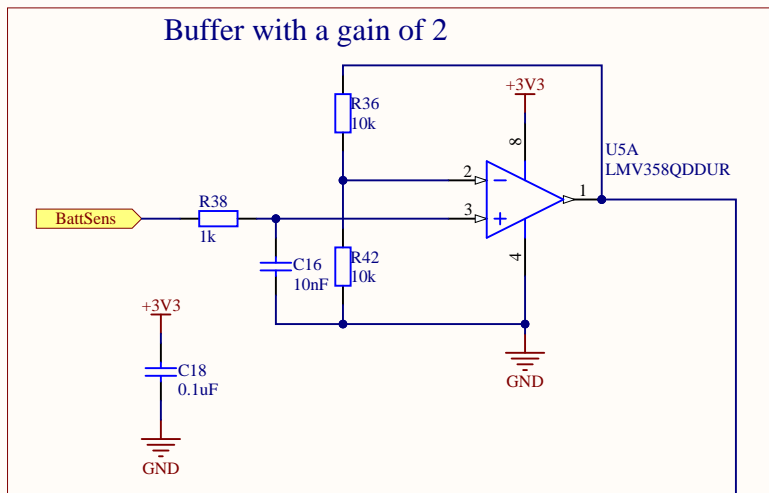 Buffer with a gain of 2
+3V3
R36
10k
8
U5A
LMV358QDDUR
2
1
3
BattSens
R38
1k
4
C16
10nF
R42
10k
+3V3
C18
0.1uF
GND
GND